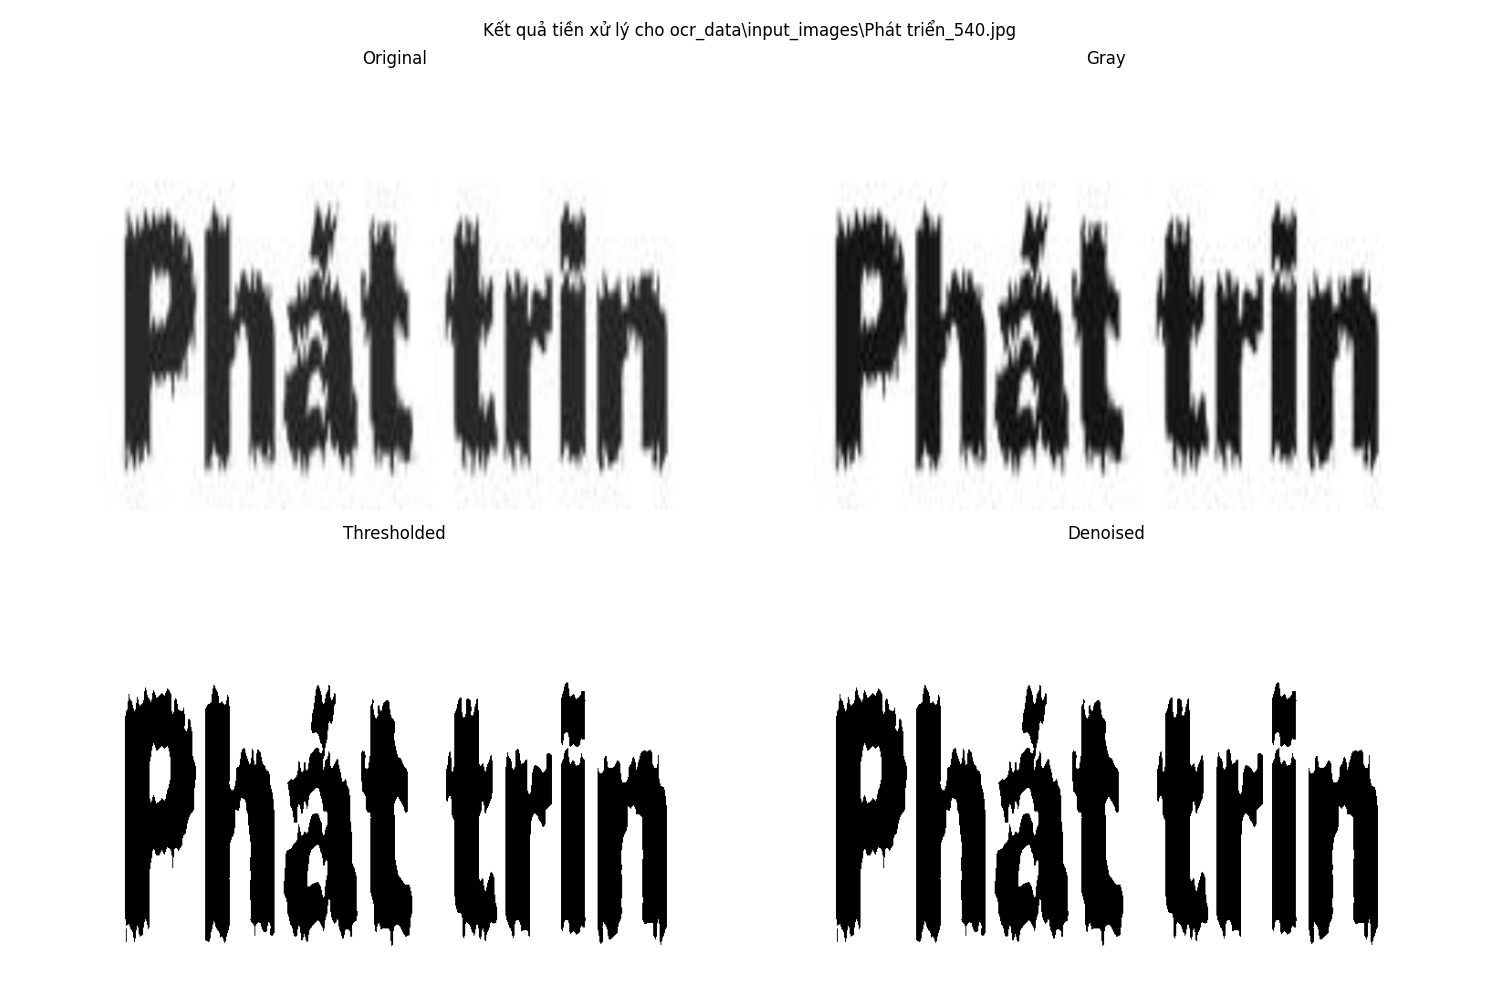 Kết quả tiền xử lý cho ocr_data\input_images\Phát triển_540.jpg
Original
Gray
Phát trin
Phát trin
Thresholded
Denoised
Phát trin
Phát trin